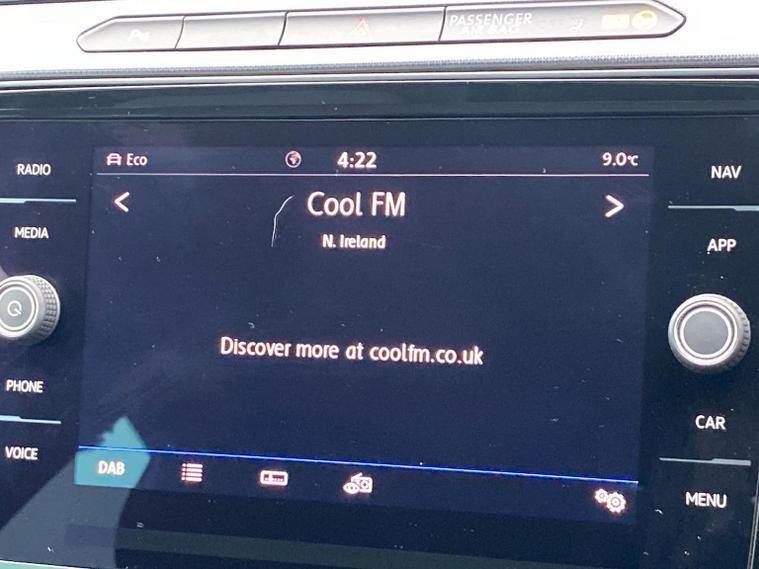 PASSENGER
AIR BAG
RADIO
MEDIA
PHONE
VOICE
Eco
4:22
9.0°C
< Cool FM >
N. Ireland
Discover more at coolfm.co.uk
DAB
NAV
APP
CAR
MENU